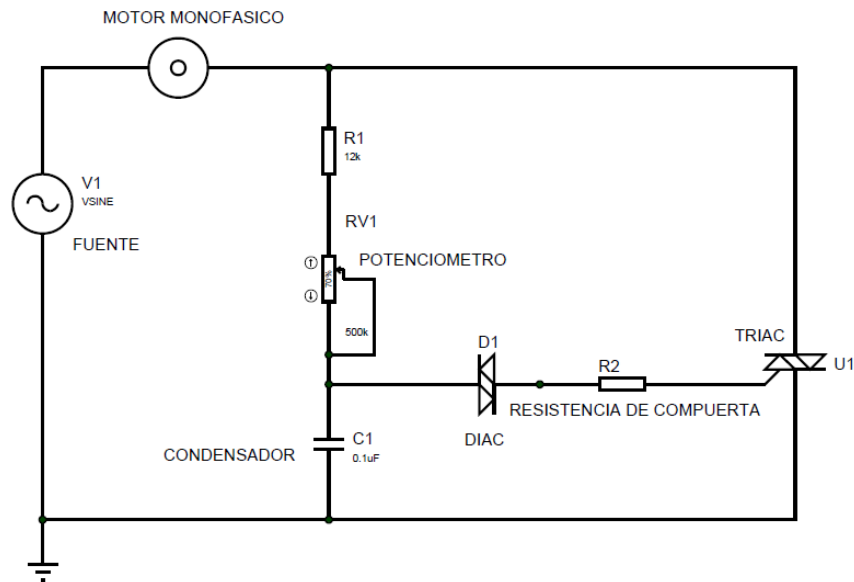 MOTOR MONOFASICO
R1
12k
V1
VSINE
FUENTE
RV1
POTENCIOMETRO
70%
500k
D1
R2
TRIAC
U1
RESISTENCIA DE COMPUERTA
DIAC
CONDENSADOR
C1
0.1uF